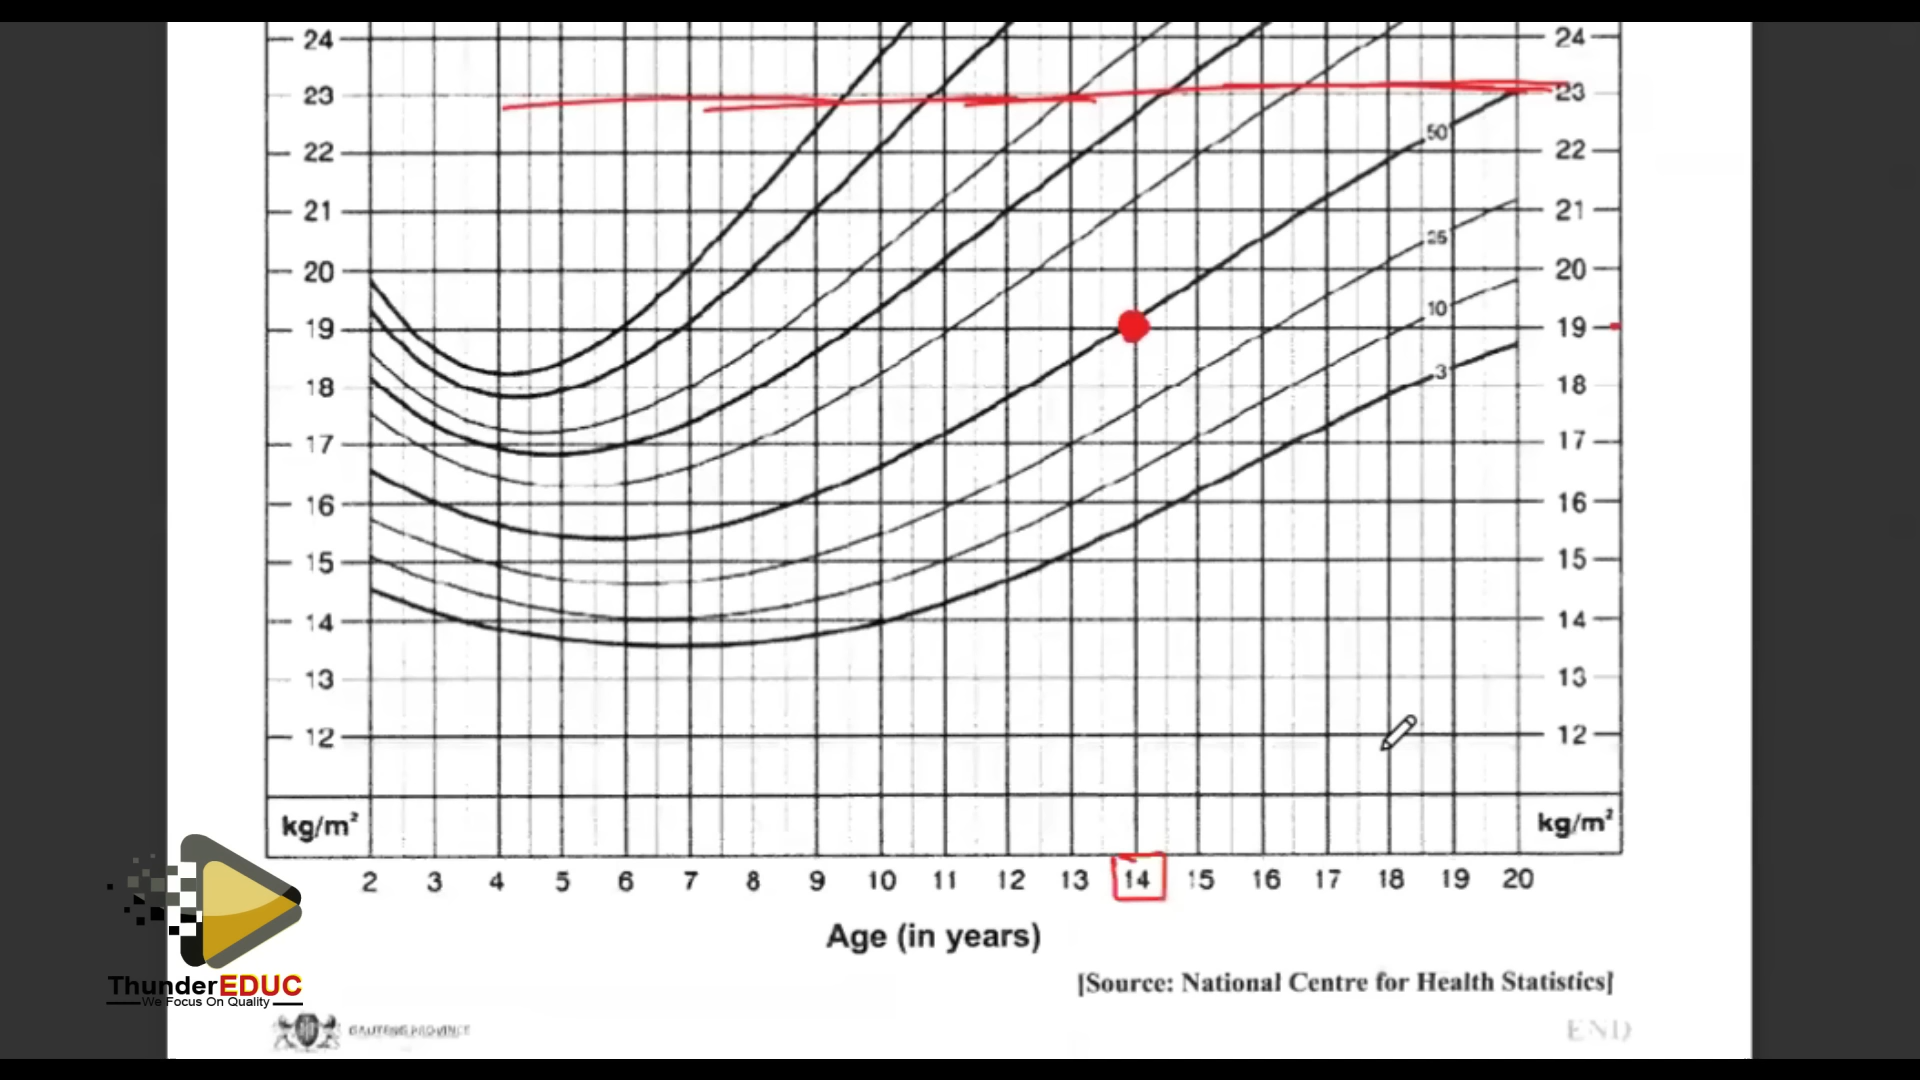 24 24
23 23
50
22 22
21 21
25
20 20
10
19 19
3
18 18
17 17
16 16
15 15
14 14
13 13
12 12
kg/m² kg/m²
2 3 4 5 6 7 8 9 10 11 12 13 14 15 16 17 18 19 20
Age (in years)
[Source: National Centre for Health Statistics]
ThunderEDUC
We Focus On Quality
GAUTENG PROVINCE
END